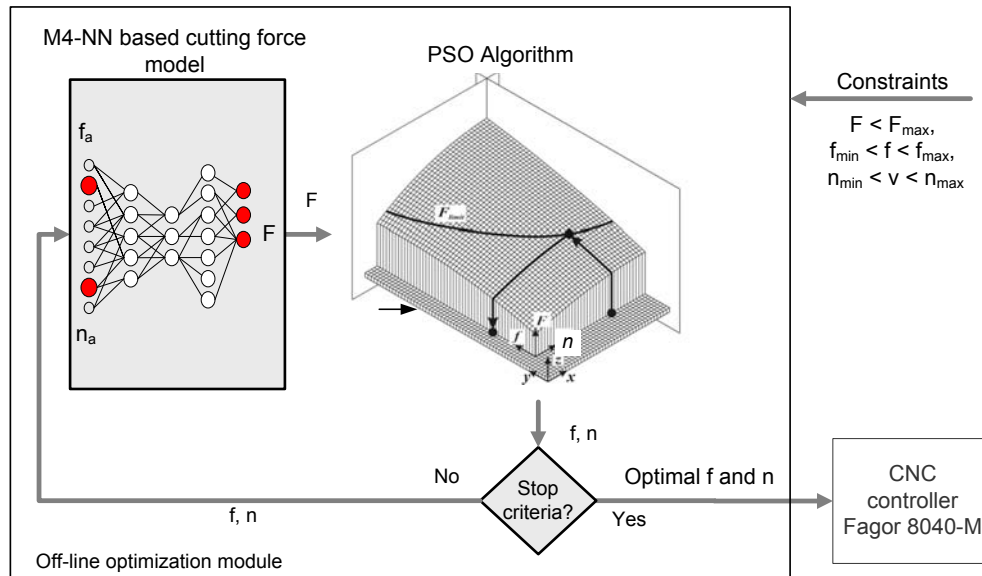 M4-NN based cutting force
model
PSO Algorithm
Constraints
F < Fmax,
fmin < f < fmax,
nmin < v < nmax
fa
na
F
F
Flimit
F
f
n
z
y
x
f, n
No
Stop
criteria?
Optimal f and n
Yes
f, n
CNC
controller
Fagor 8040-M
Off-line optimization module